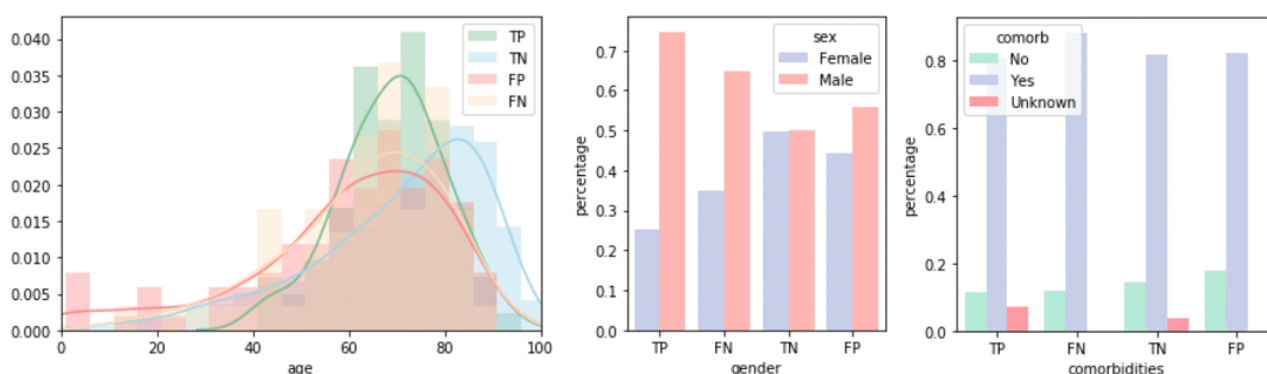 0.040
0.035
0.030
0.025
0.020
0.015
0.010
0.005
0.000
0
20
40
60
80
100
age
TP
TN
FP
FN
percentage
0.7
0.6
0.5
0.4
0.3
0.2
0.1
0.0
sex
Female
Male
TP
FN
TN
FP
gender
percentage
0.8
0.6
0.4
0.2
0.0
comorb
No
Yes
Unknown
TP
FN
TN
FP
comorbidities